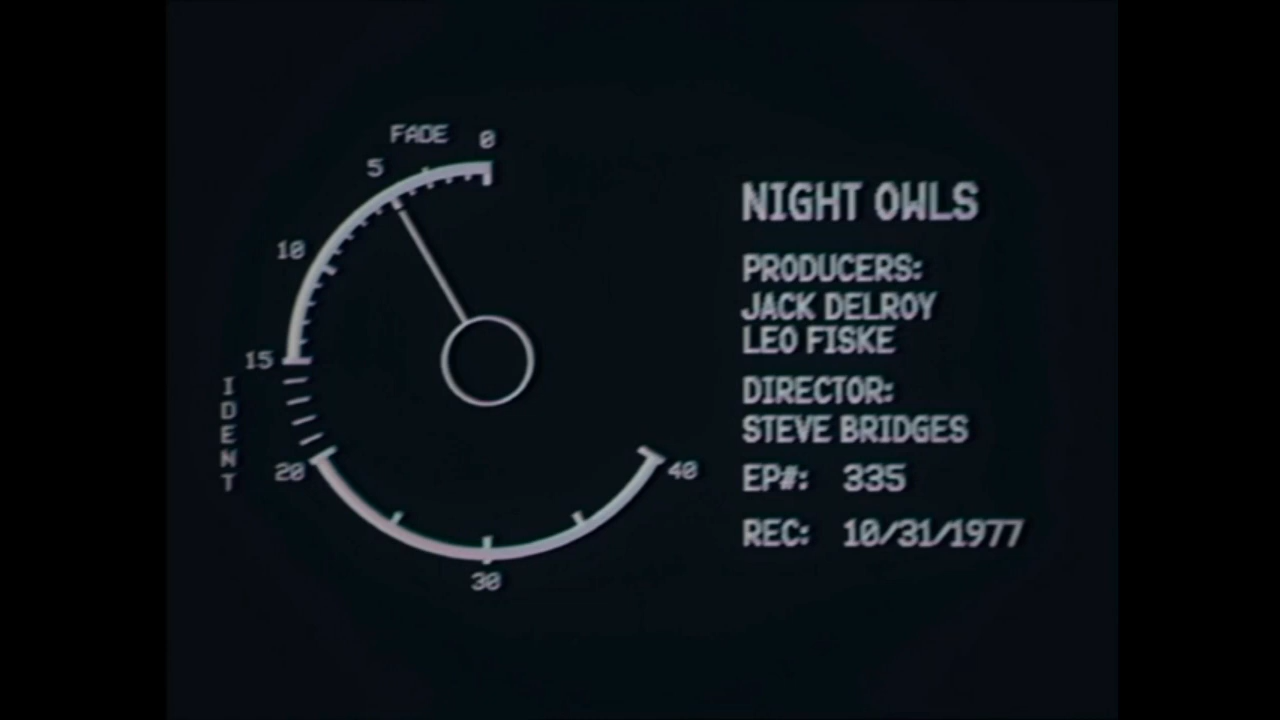 FADE
0
5
10
15
IDENT
20
30
40
NIGHT OWLS
PRODUCERS:
JACK DELROY
LEO FISKE
DIRECTOR:
STEVE BRIDGES
EP#: 335
REC: 10/31/1977